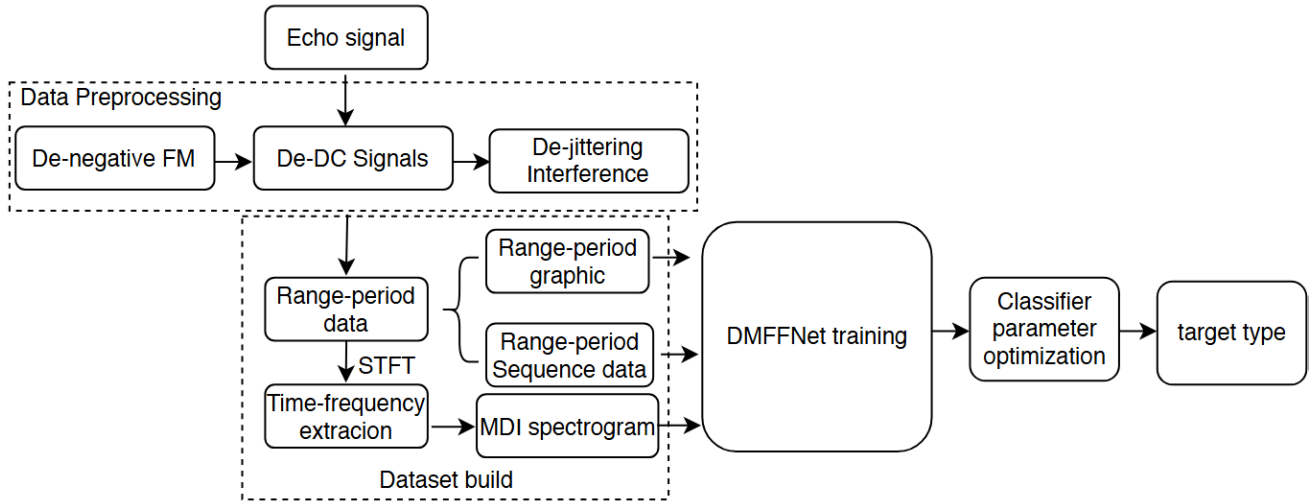 Echo signal
Data Preprocessing
De-negative FM
De-DC Signals
De-jittering
Interference
Range-period
graphic
Range-period
data
Range-period
Sequence data
STFT
Time-frequency
extracion
MDI spectrogram
Dataset build
DMFFNet training
Classifier
parameter
optimization
target type